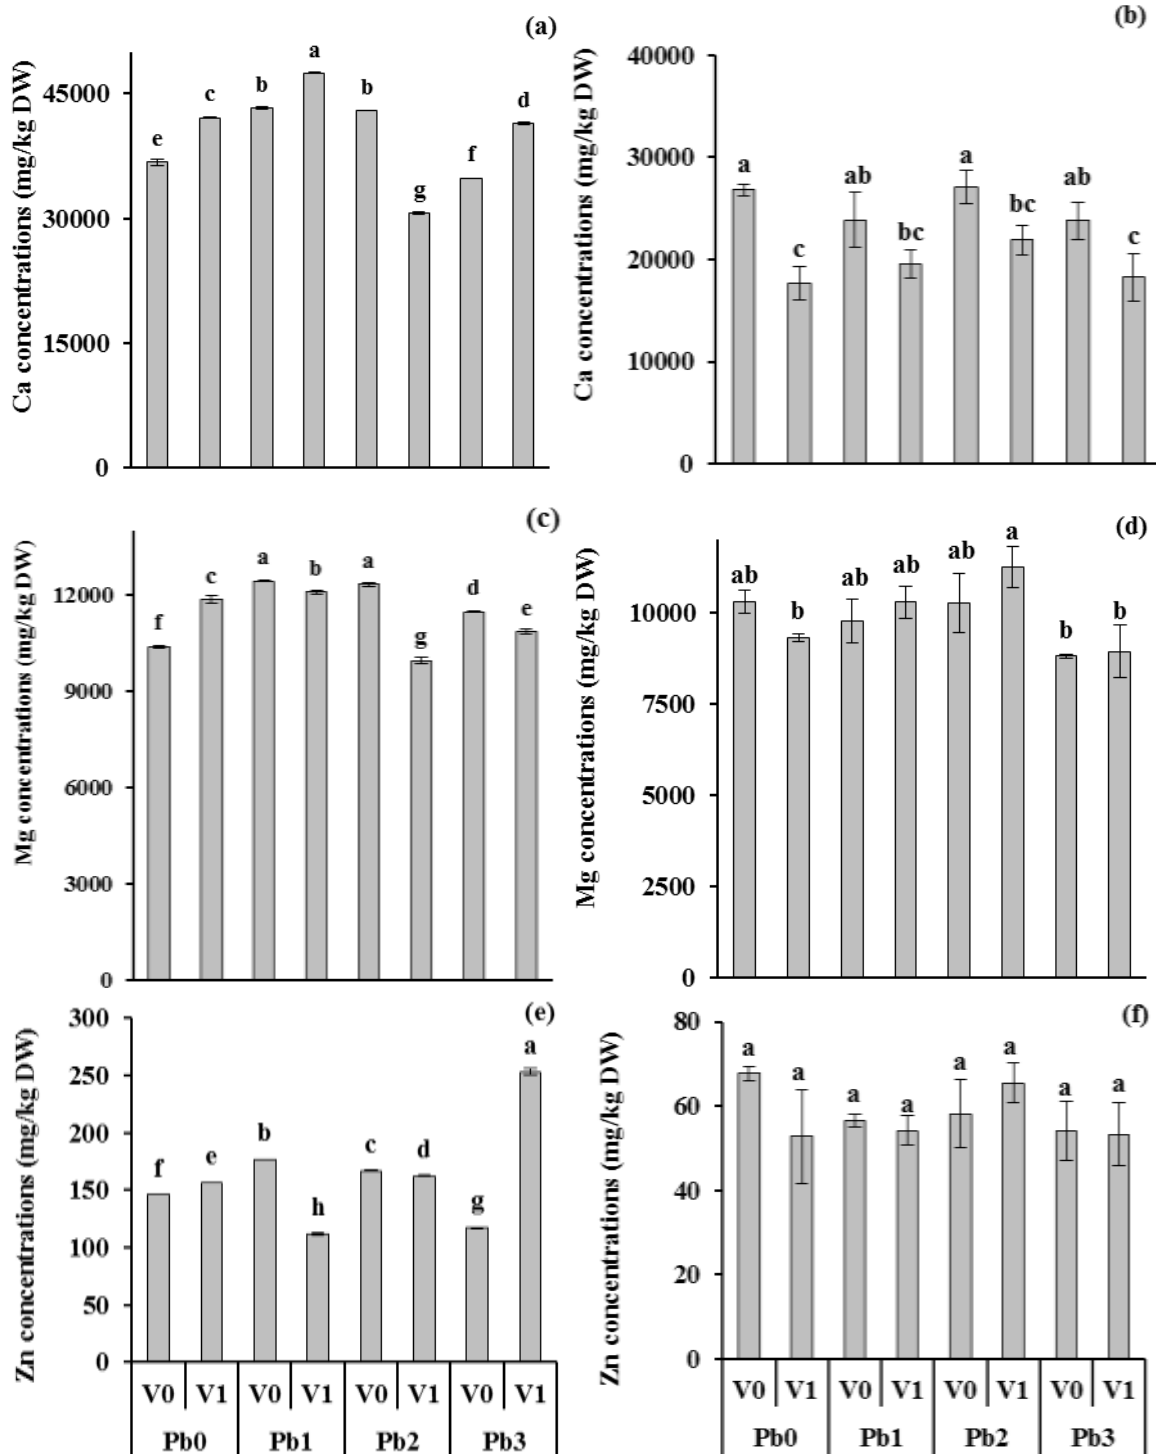 (a)
Ca concentrations (mg/kg DW)
45000
30000
15000
0
e
c
b
a
b
g
f
d
(b)
Ca concentrations (mg/kg DW)
40000
30000
20000
10000
0
a
c
ab
bc
a
bc
ab
c
(c)
Mg concentrations (mg/kg DW)
12000
9000
6000
3000
0
f
c
a
b
a
g
d
e
(d)
Mg concentrations (mg/kg DW)
10000
7500
5000
2500
0
ab
b
ab
ab
ab
a
b
b
(e)
Zn concentrations (mg/kg DW)
300
250
200
150
100
50
0
f
e
b
h
c
d
g
a
V0 V1 V0 V1 V0 V1 V0 V1
Pb0 Pb1 Pb2 Pb3
(f)
Zn concentrations (mg/kg DW)
80
60
40
20
0
a
a
a
a
a
a
a
a
V0 V1 V0 V1 V0 V1 V0 V1
Pb0 Pb1 Pb2 Pb3